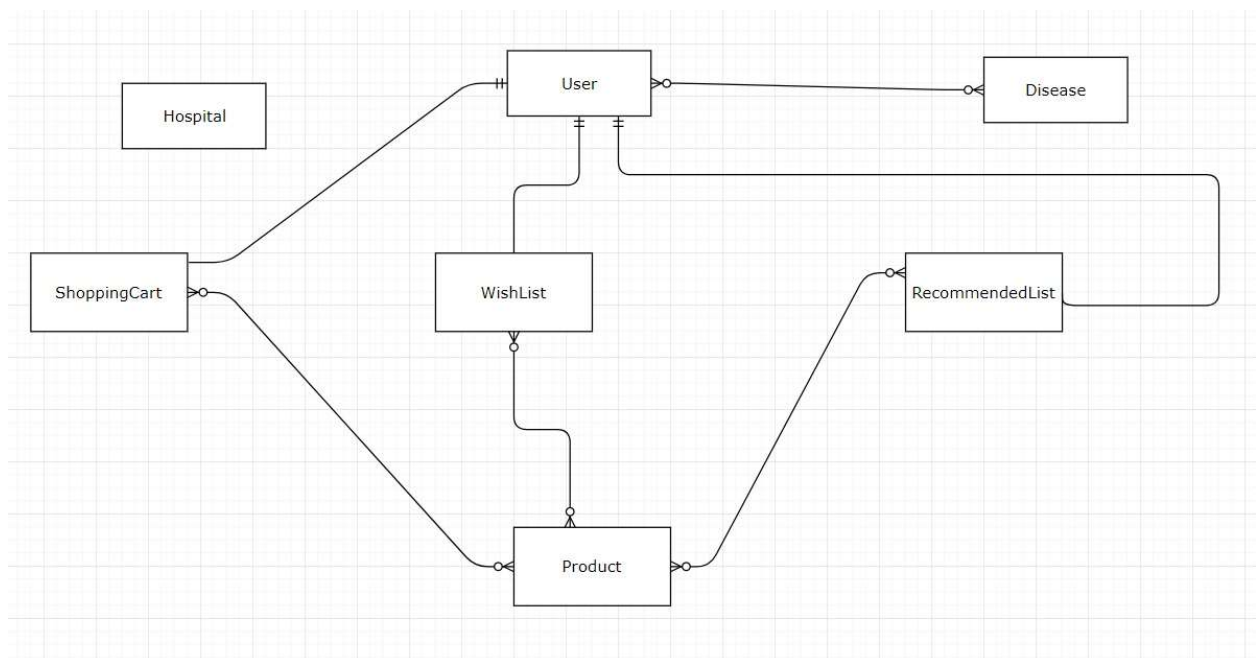 User
Disease
Hospital
ShoppingCart
WishList
RecommendedList
Product